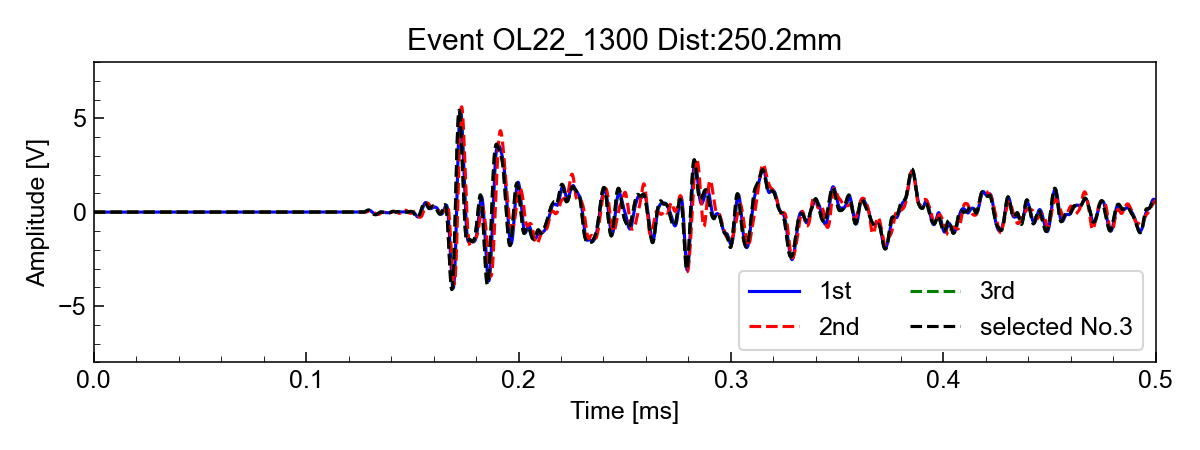 Event OL22_1300 Dist:250.2mm
Amplitude [V]
5
0
−5
1st
2nd
3rd
selected No.3
0.0 0.1 0.2 0.3 0.4 0.5
Time [ms]